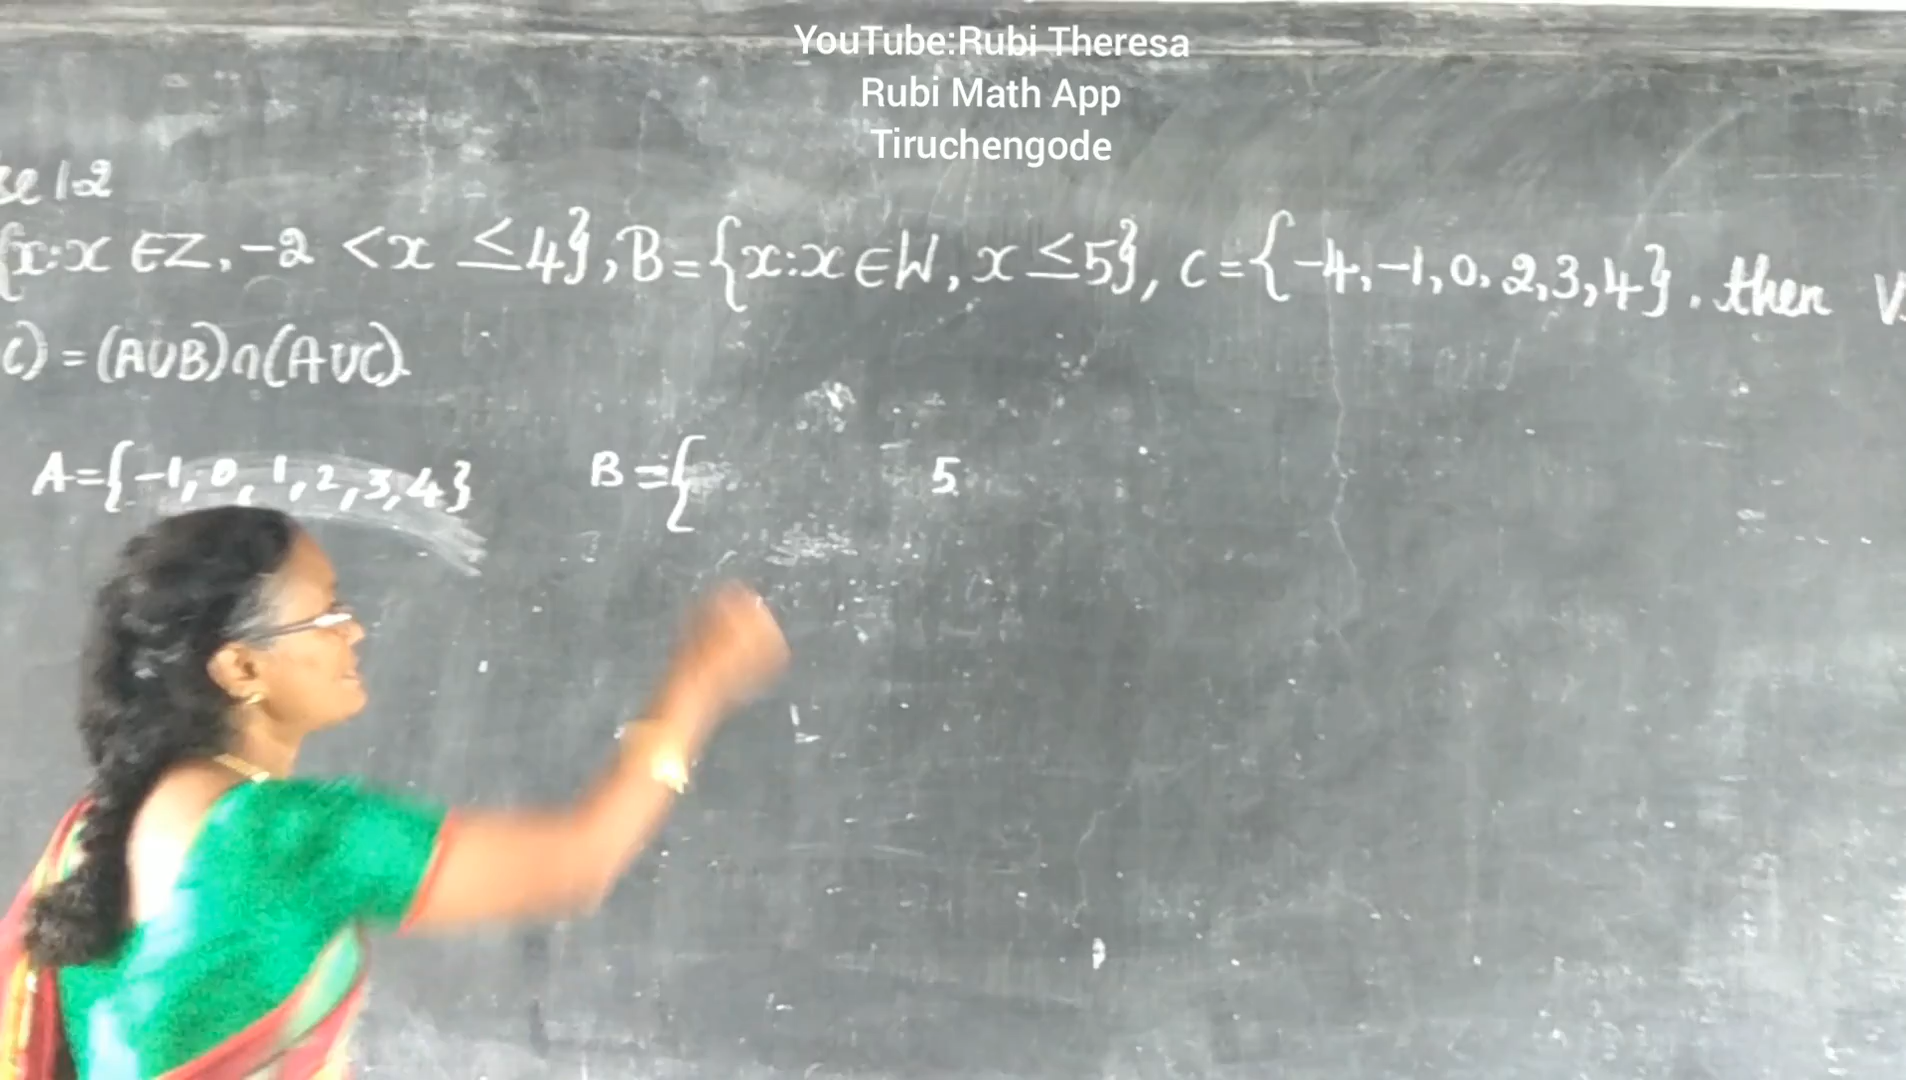 YouTube:Rubi Theresa
Rubi Math App
Tiruchengode
se 1.2
{x:x ∈ Z, -2 < x ≤ 4}, B = {x:x ∈ W, x ≤ 5}, C = {-4, -1, 0, 2, 3, 4}. then V
C) = (A∪B)∩(A∪C).
A = {-1, 0, 1, 2, 3, 4} B = { 5